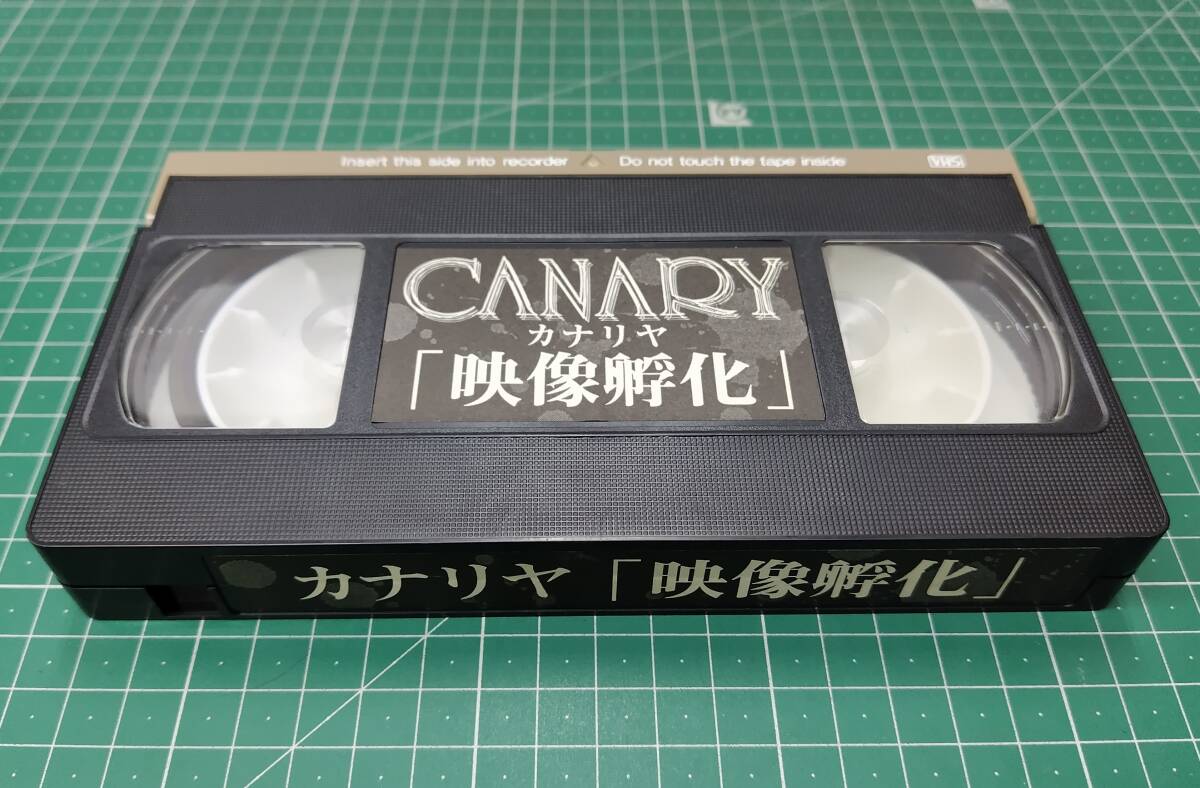 Insert this side into recorder △ Do not touch the tape inside VHS
CANARY
カナリヤ
「映像孵化」
カナリヤ「映像孵化」